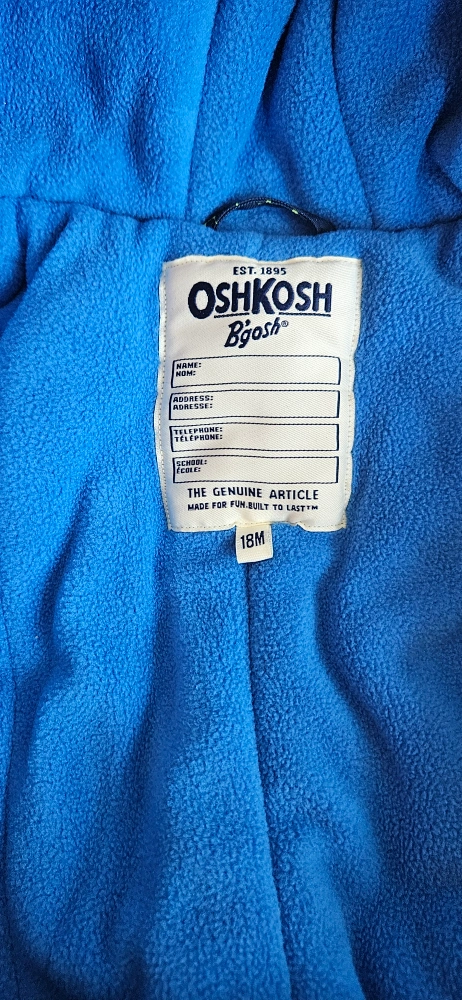 EST. 1895
OSHKOSH
B'gosh®
NAME:
NOM:
ADDRESS:
ADRESSE:
TELEPHONE:
TÉLÉPHONE:
SCHOOL:
ÉCOLE:
THE GENUINE ARTICLE
MADE FOR FUN.BUILT TO LAST™
18M